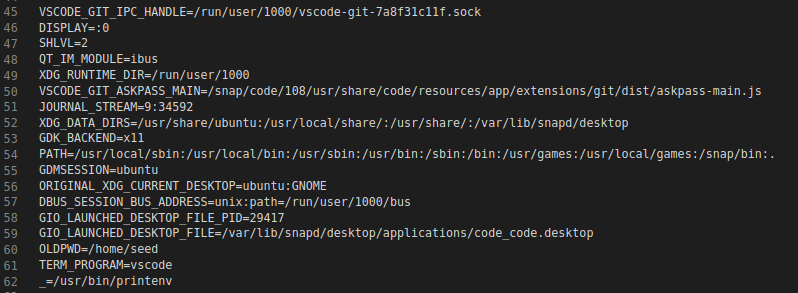 45 VSCODE_GIT_IPC_HANDLE=/run/user/1000/vscode-git-7a8f31c11f.sock
46 DISPLAY=:0
47 SHLVL=2
48 QT_IM_MODULE=ibus
49 XDG_RUNTIME_DIR=/run/user/1000
50 VSCODE_GIT_ASKPASS_MAIN=/snap/code/108/usr/share/code/resources/app/extensions/git/dist/askpass-main.js
51 JOURNAL_STREAM=9:34592
52 XDG_DATA_DIRS=/usr/share/ubuntu:/usr/local/share/:/usr/share/:/var/lib/snapd/desktop
53 GDK_BACKEND=x11
54 PATH=/usr/local/sbin:/usr/local/bin:/usr/sbin:/usr/bin:/sbin:/bin:/usr/games:/usr/local/games:/snap/bin:.
55 GDMSESSION=ubuntu
56 ORIGINAL_XDG_CURRENT_DESKTOP=ubuntu:GNOME
57 DBUS_SESSION_BUS_ADDRESS=unix:path=/run/user/1000/bus
58 GIO_LAUNCHED_DESKTOP_FILE_PID=29417
59 GIO_LAUNCHED_DESKTOP_FILE=/var/lib/snapd/desktop/applications/code_code.desktop
60 OLDPWD=/home/seed
61 TERM_PROGRAM=vscode
62 _=/usr/bin/printenv